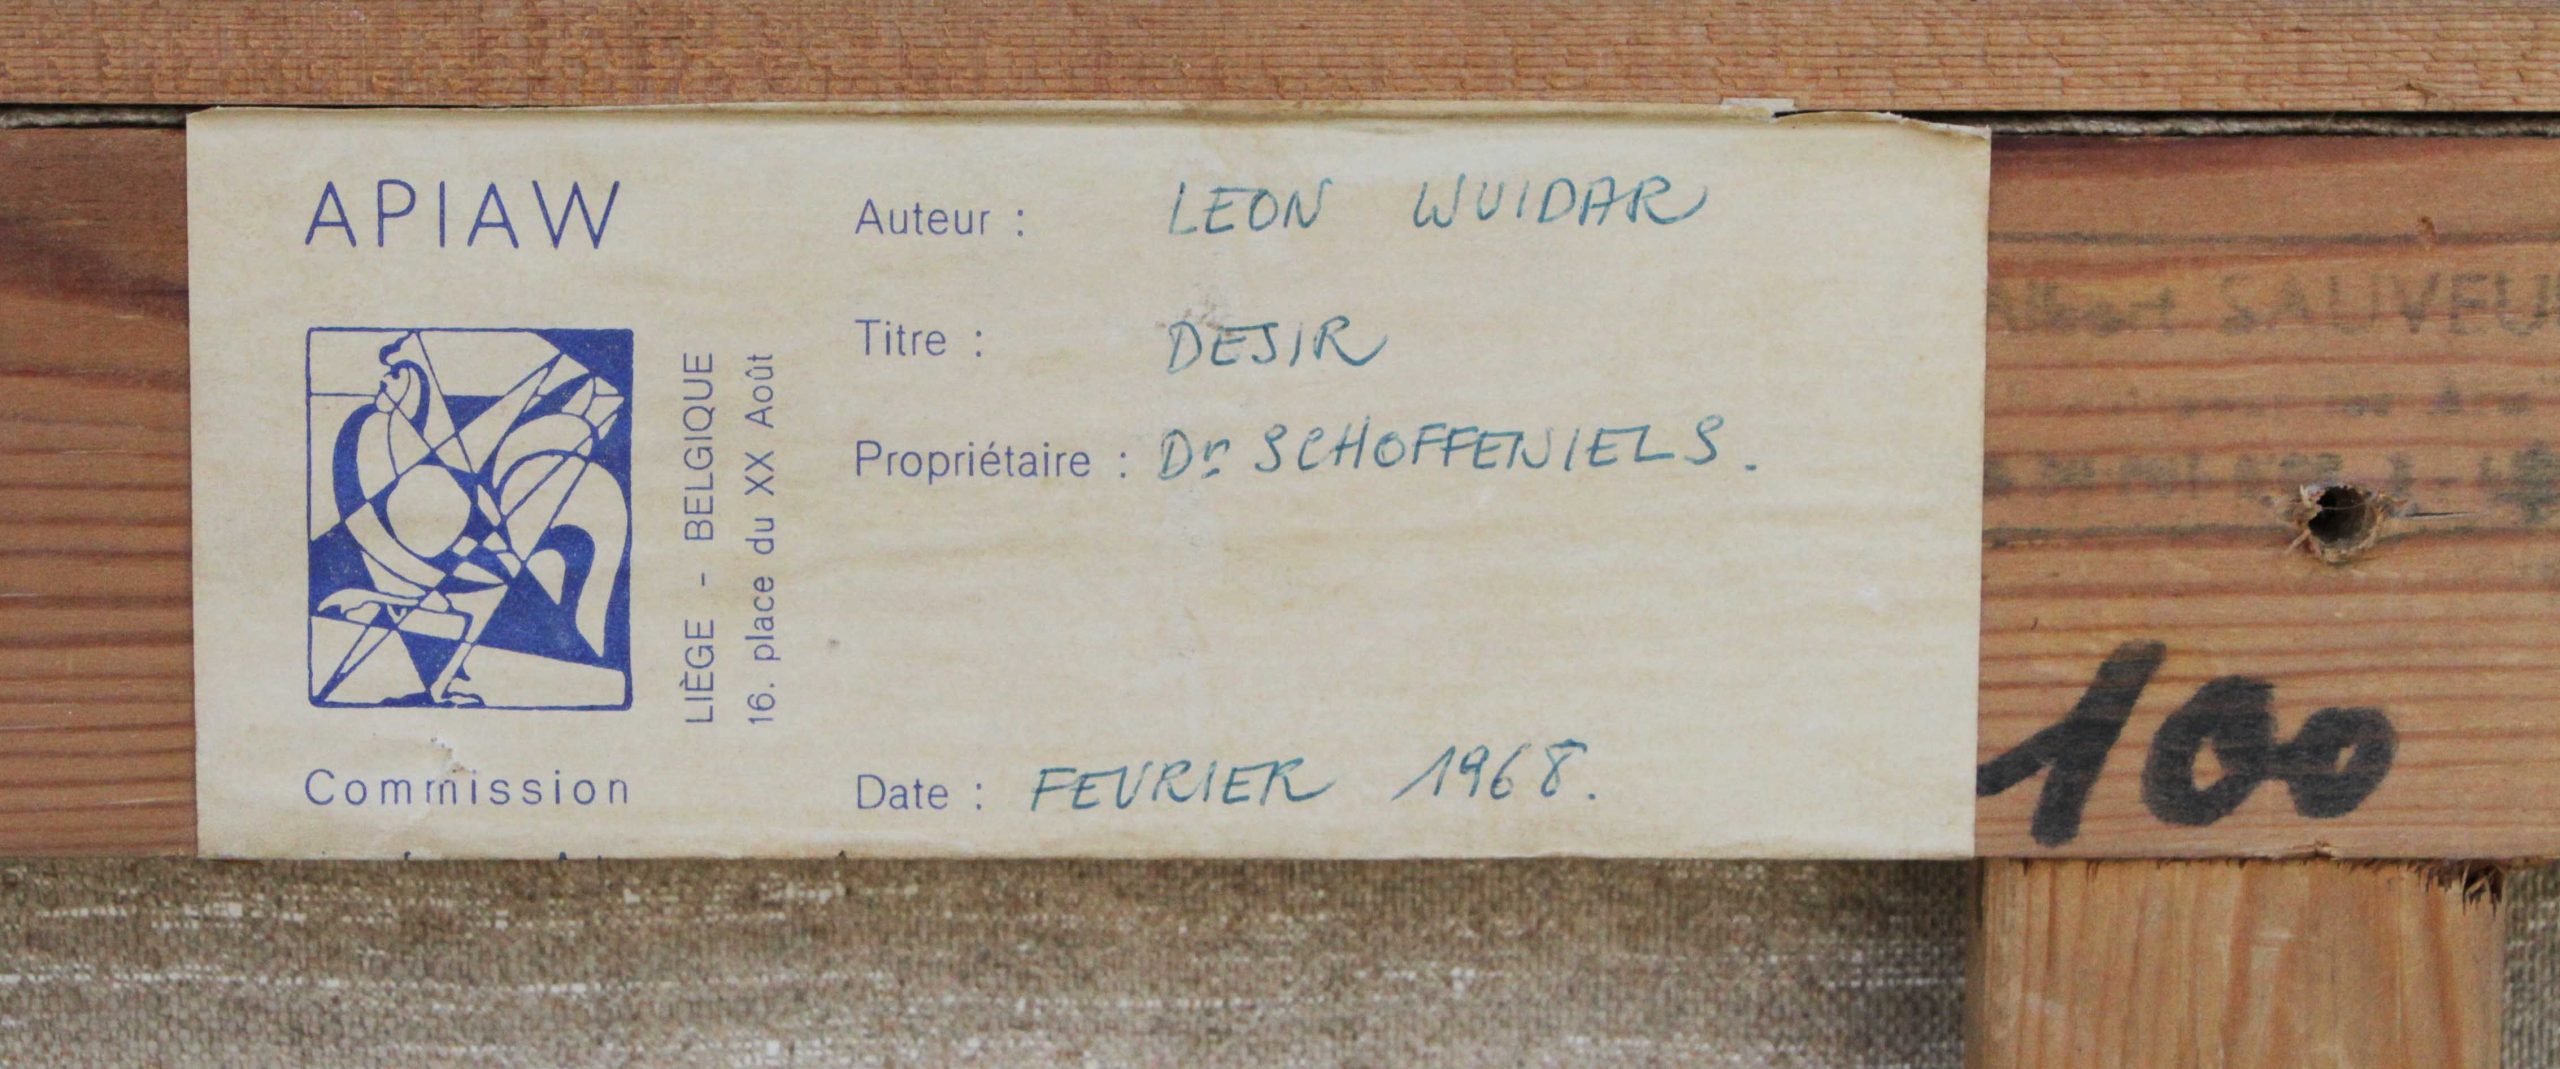 APIAW
LIÈGE - BELGIQUE
16. place du XX Août
Commission
Auteur : LEON WUIDAR
Titre : DESIR
Propriétaire : Dr SCHOFFENIELS.
Date : FEVRIER 1968.
SAUVEUR
100